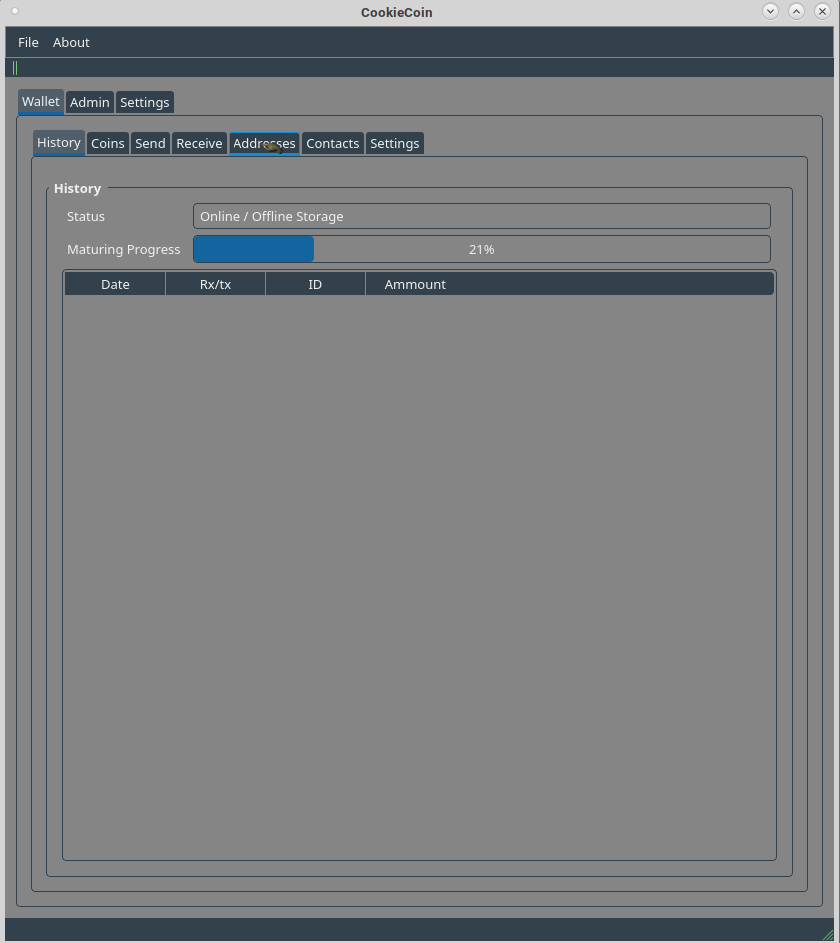 CookieCoin
File About
Wallet Admin Settings
History Coins Send Receive Addresses Contacts Settings
History
Status Online / Offline Storage
Maturing Progress 21%
Date Rx/tx ID Ammount